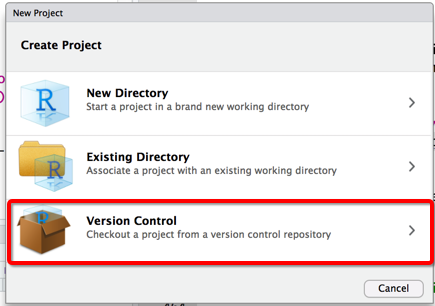 New Project
Create Project
New Directory
Start a project in a brand new working directory
Existing Directory
Associate a project with an existing working directory
Version Control
Checkout a project from a version control repository
Cancel